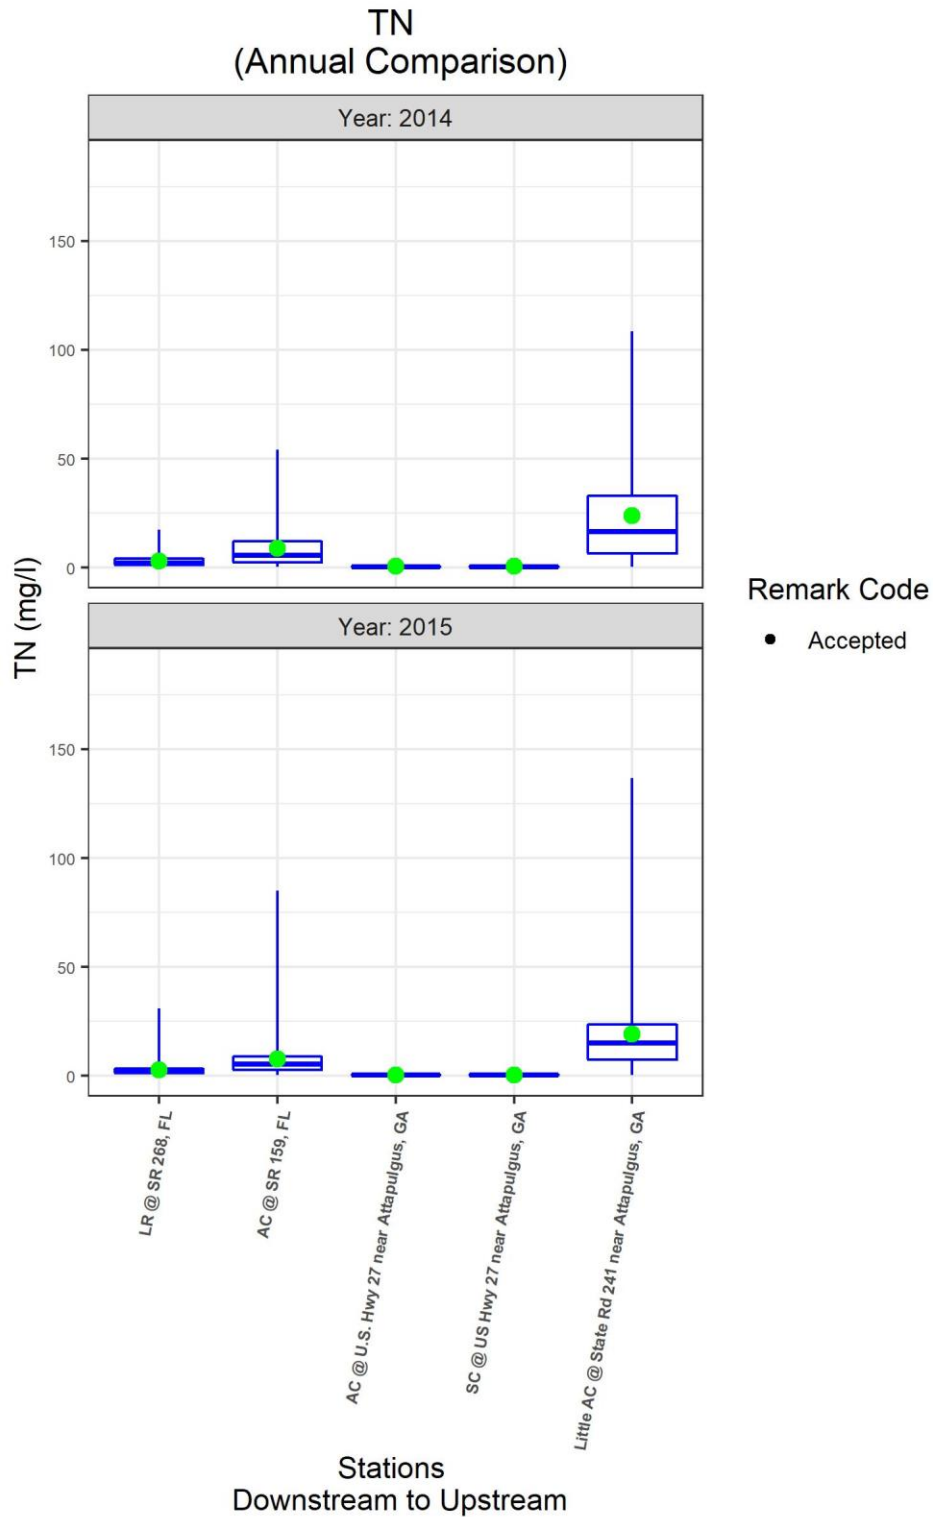 TN
(Annual Comparison)
Year: 2014
150
100
50
0
Year: 2015
150
100
50
0
TN (mg/l)
Remark Code
Accepted
LR @ SR 268, FL
AC @ SR 159, FL
AC @ U.S. Hwy 27 near Attapulgus, GA
SC @ US Hwy 27 near Attapulgus, GA
Little AC @ State Rd 241 near Attapulgus, GA
Stations
Downstream to Upstream